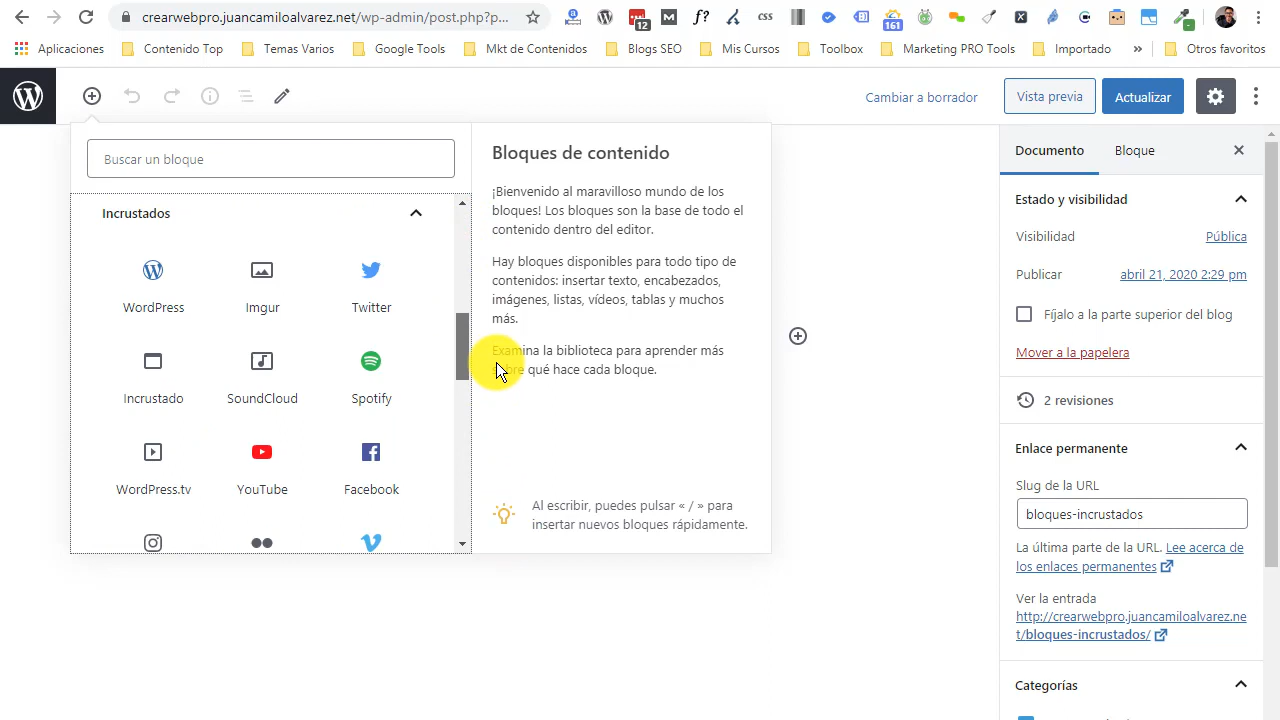 crearwebpro.juancamiloalvarez.net/wp-admin/post.php?p...
css
12
161
Aplicaciones
Contenido Top
Temas Varios
Google Tools
Mkt de Contenidos
Blogs SEO
Mis Cursos
Toolbox
Marketing PRO Tools
Importado
»
Otros favoritos
Cambiar a borrador
Vista previa
Actualizar
Buscar un bloque
Incrustados
WordPress
Imgur
Twitter
Incrustado
SoundCloud
Spotify
WordPress.tv
YouTube
Facebook
Bloques de contenido
¡Bienvenido al maravilloso mundo de los
bloques! Los bloques son la base de todo el
contenido dentro del editor.
Hay bloques disponibles para todo tipo de
contenidos: insertar texto, encabezados,
imágenes, listas, vídeos, tablas y muchos
más.
Examina la biblioteca para aprender más
sobre qué hace cada bloque.
Al escribir, puedes pulsar « / » para
insertar nuevos bloques rápidamente.
Documento
Bloque
Estado y visibilidad
Visibilidad
Pública
Publicar
abril 21, 2020 2:29 pm
Fíjalo a la parte superior del blog
Mover a la papelera
2 revisiones
Enlace permanente
Slug de la URL
bloques-incrustados
La última parte de la URL. Lee acerca de
los enlaces permanentes
Ver la entrada
http://crearwebpro.juancamiloalvarez.ne
t/bloques-incrustados/
Categorías